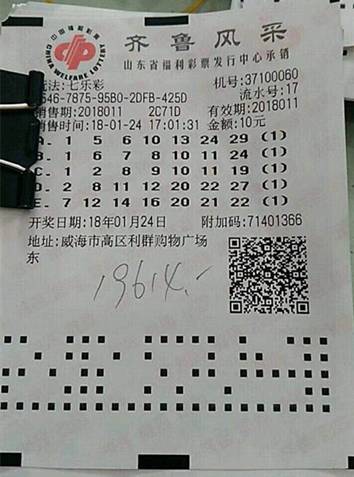 中国福利彩票
CHINA WELFARE LOTTERY
齐鲁风采
山东省福利彩票发行中心承销
玩法:七乐彩 机号:37100060
646-7875-95B0-2DFB-425D 流水号:17
销售期:2018011 2C71D 有效期:2018011
销售时间:18-01-24 17:01:31 金额:10元
A. 1 5 6 10 13 24 29 (1)
B. 1 6 7 8 10 11 24 (1)
C. 1 2 8 9 10 11 19 (1)
D. 2 8 11 12 20 22 27 (1)
E. 7 12 14 16 20 21 22 (1)
开奖日期:18年01月24日 附加码:71401366
地址:威海市高区利群购物广场
东
19614.-